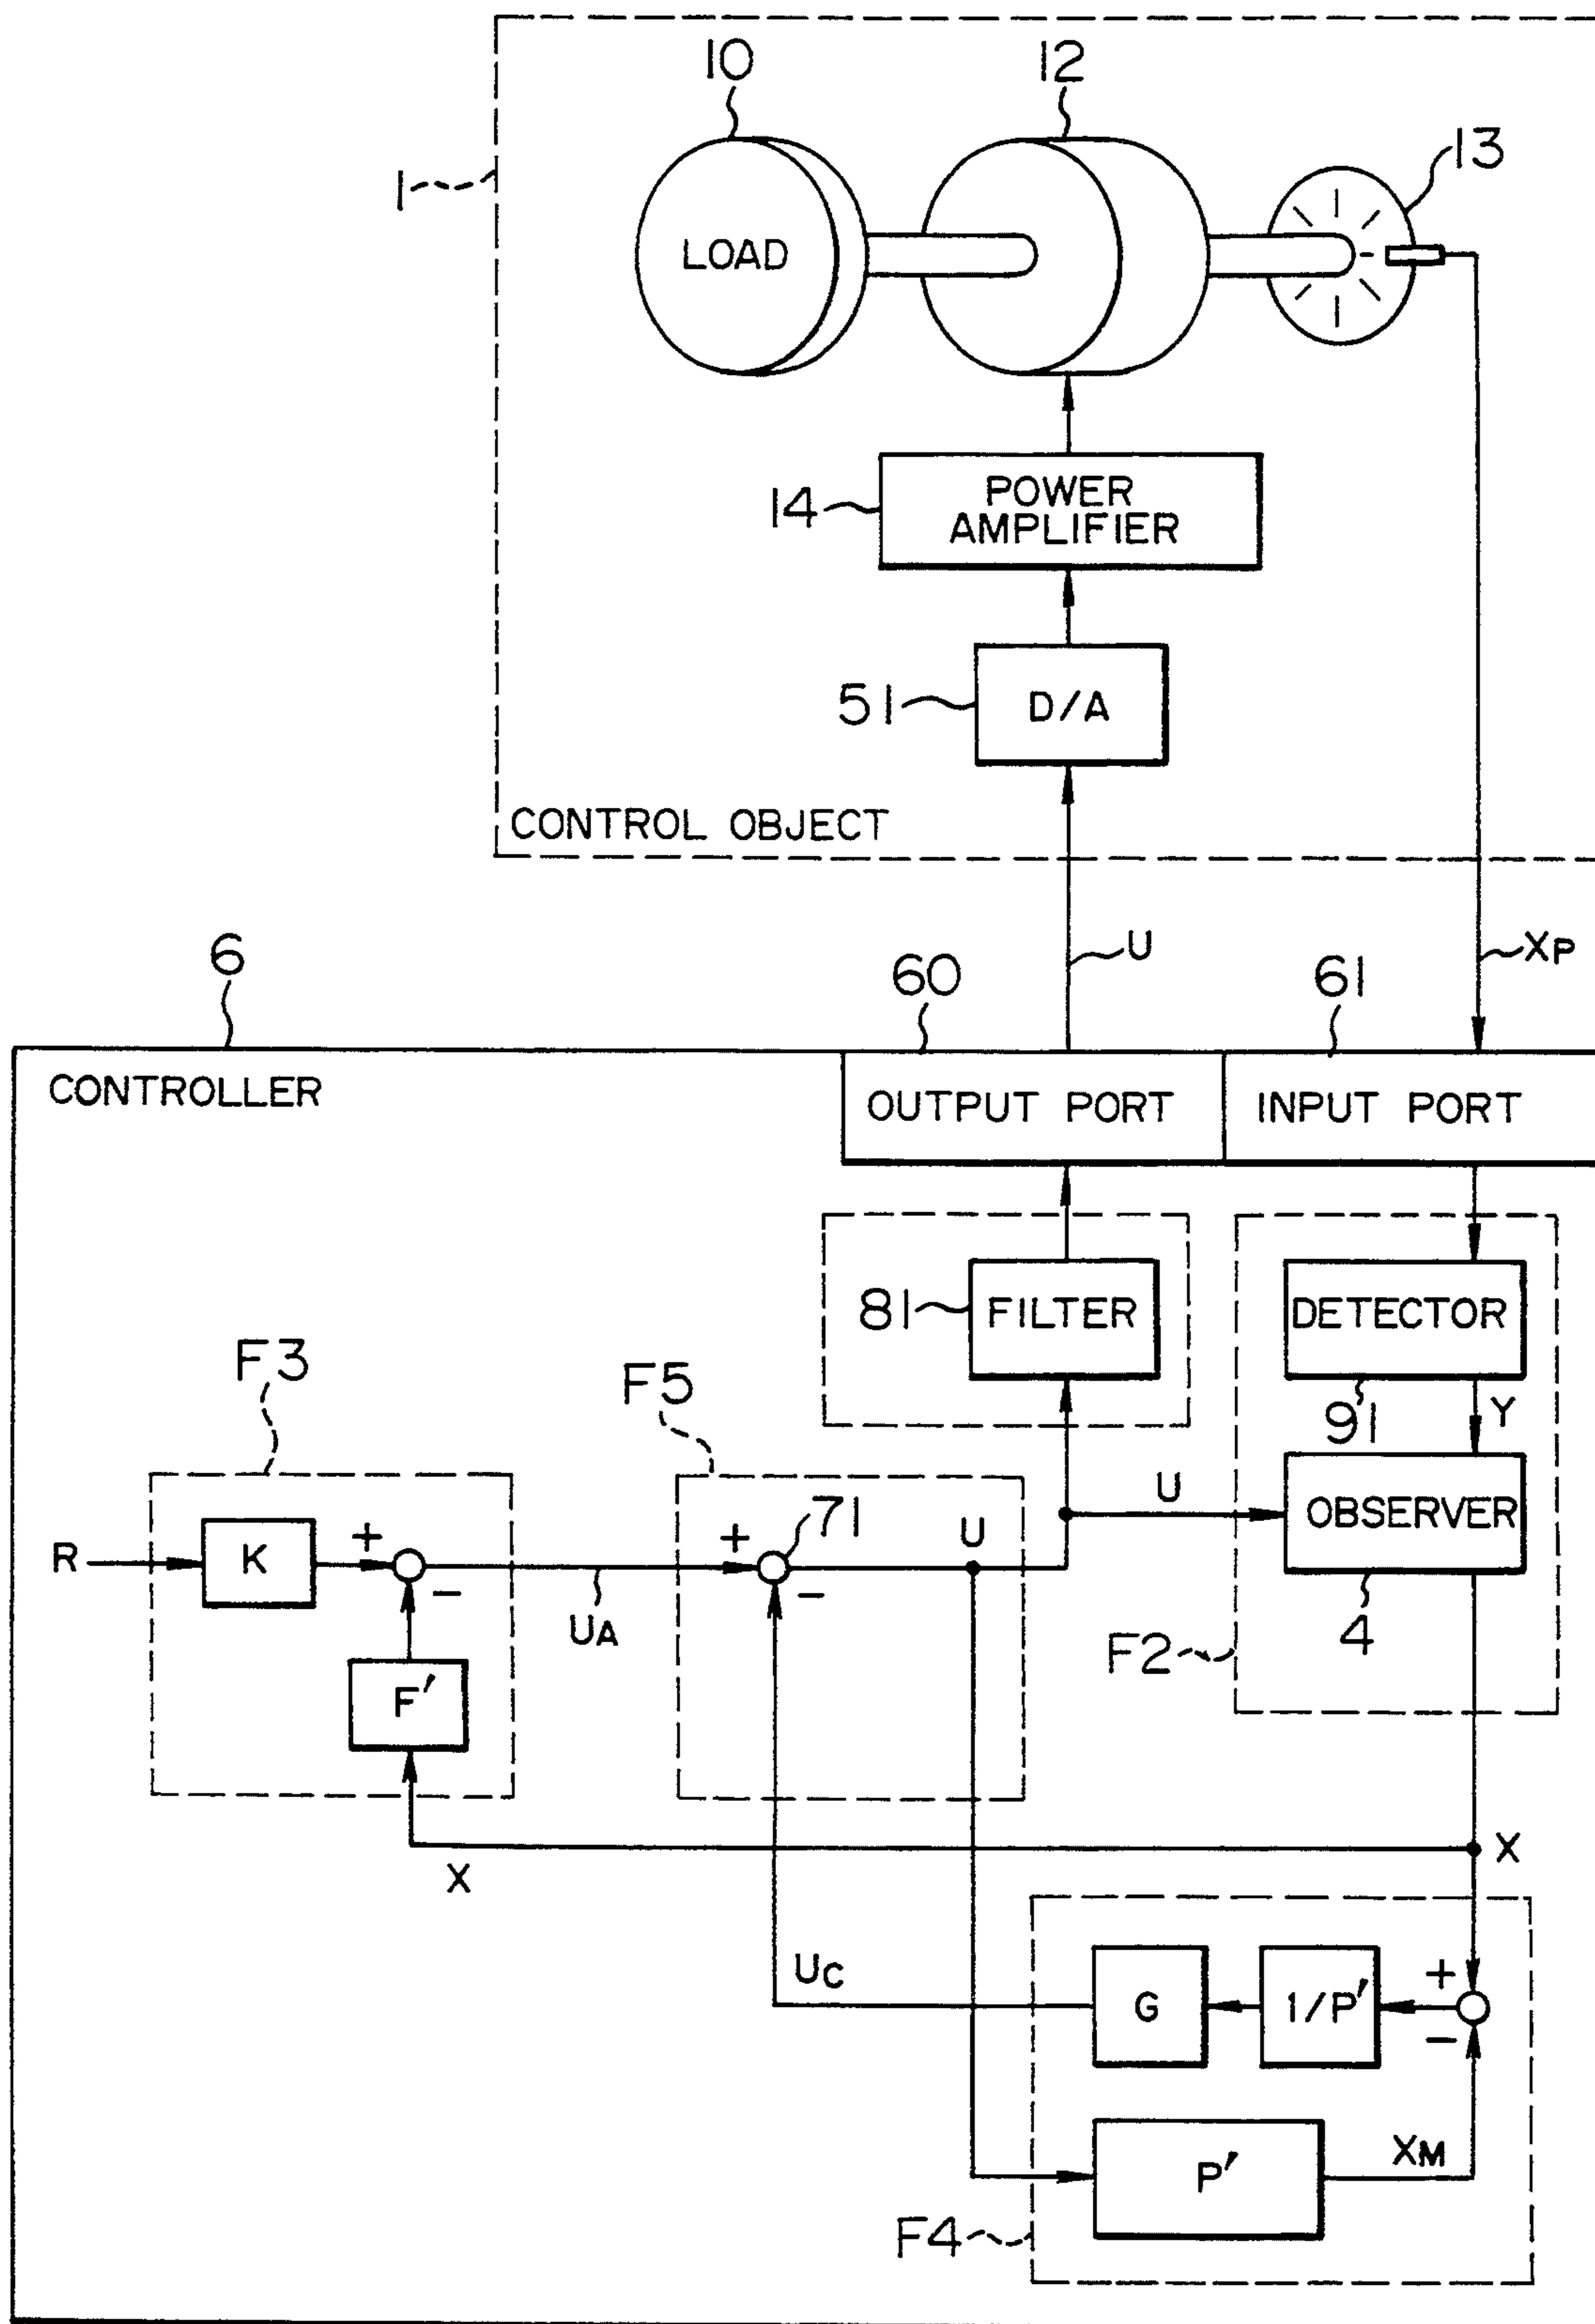 10
12
13
1
LOAD
14
POWER
AMPLIFIER
51
D/A
CONTROL OBJECT
6
60
U
61
XP
CONTROLLER
OUTPUT PORT
INPUT PORT
81
FILTER
DETECTOR
91
Y
F3
F5
U
OBSERVER
4
F2
R
K
+
−
UA
+
71
−
U
F′
X
X
UC
G
1/P′
+
−
P′
XM
F4